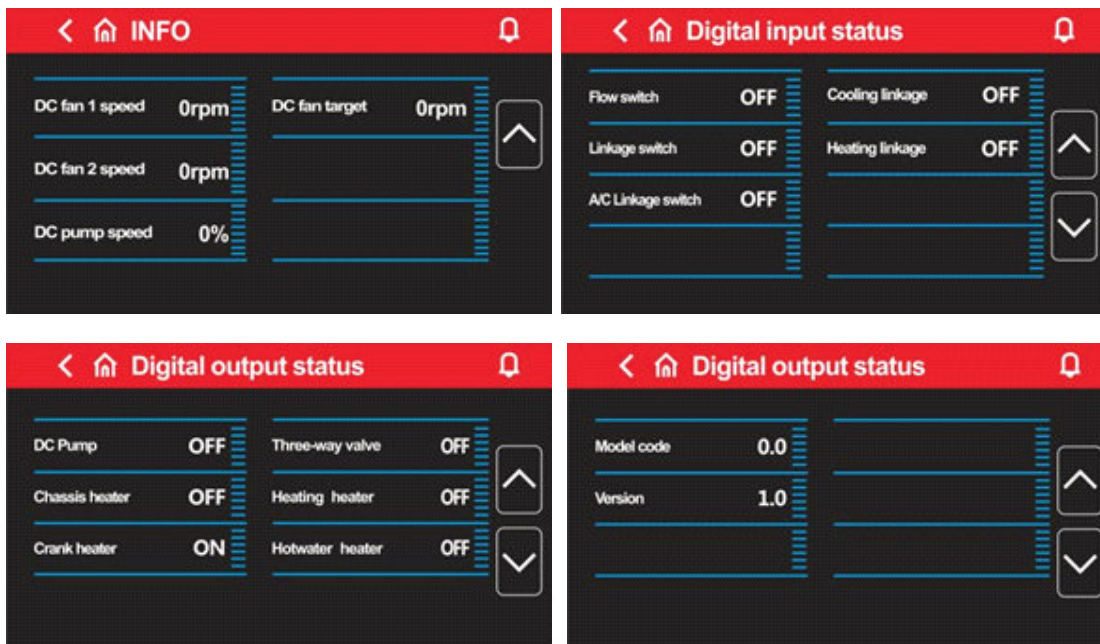 INFO
DC fan 1 speed 0rpm DC fan target 0rpm
DC fan 2 speed 0rpm
DC pump speed 0%
Digital input status
Flow switch OFF Cooling linkage OFF
Linkage switch OFF Heating linkage OFF
A/C Linkage switch OFF
Digital output status
DC Pump OFF Three-way valve OFF
Chassis heater OFF Heating heater OFF
Crank heater ON Hotwater heater OFF
Digital output status
Model code 0.0
Version 1.0